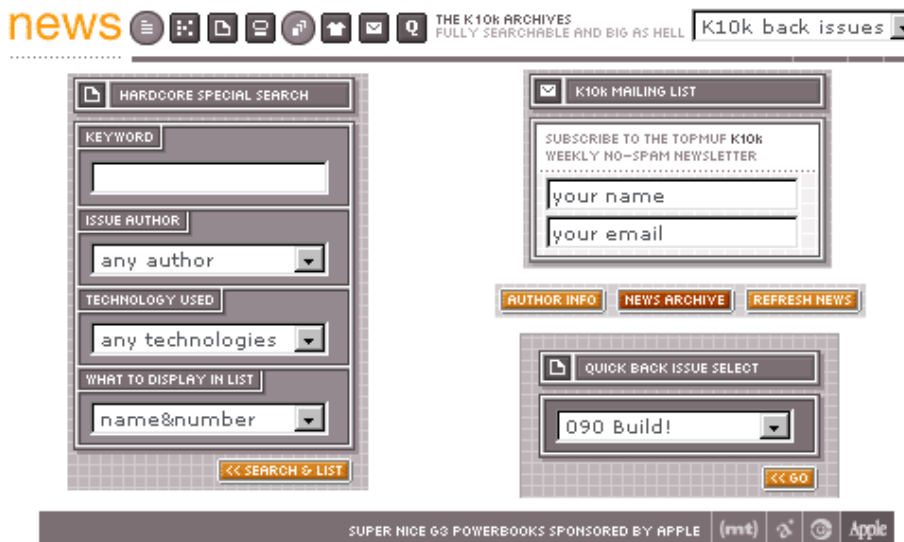 news
Q
THE K10K ARCHIVES
FULLY SEARCHABLE AND BIG AS HELL
K10k back issues
HARDCORE SPECIAL SEARCH
KEYWORD
ISSUE AUTHOR
any author
TECHNOLOGY USED
any technologies
WHAT TO DISPLAY IN LIST
name&number
<< SEARCH & LIST
K10K MAILING LIST
SUBSCRIBE TO THE TOPMUF K10K
WEEKLY NO-SPAM NEWSLETTER
your name
your email
AUTHOR INFO
NEWS ARCHIVE
REFRESH NEWS
QUICK BACK ISSUE SELECT
090 Build!
<< GO
SUPER NICE G3 POWERBOOKS SPONSORED BY APPLE
(mt)
Apple